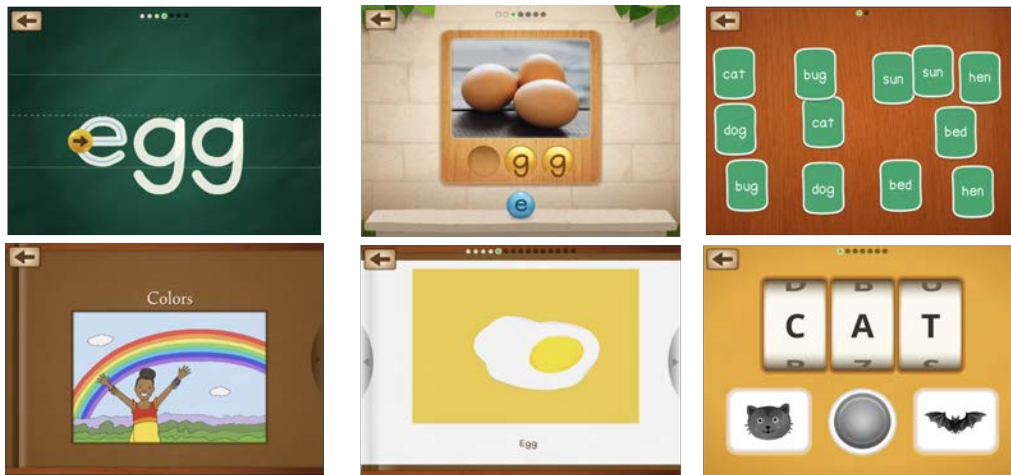 egg
g g
e
cat bug sun sun hen
dog cat bed
bug dog bed hen
Colors
Egg
D B U
C A T
B Z S